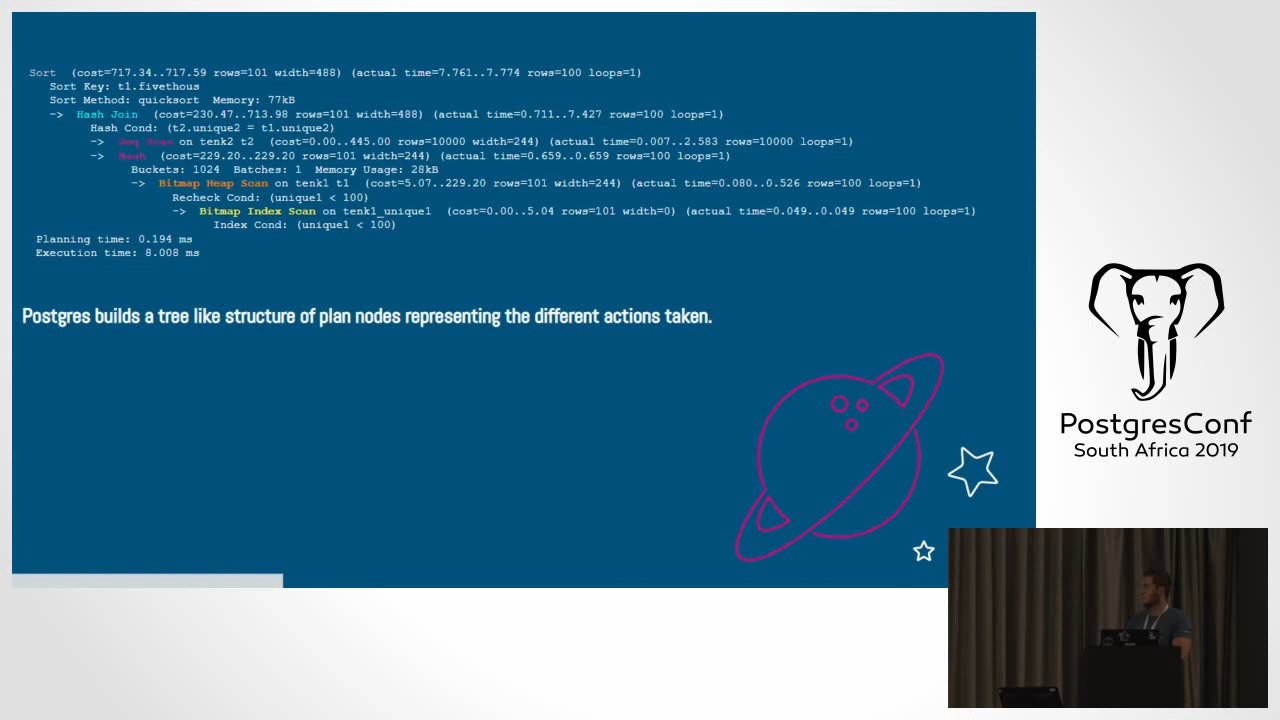 Sort (cost=717.34..717.59 rows=101 width=488) (actual time=7.761..7.774 rows=100 loops=1)
Sort Key: t1.fivethous
Sort Method: quicksort Memory: 77kB
-> Hash Join (cost=230.47..713.98 rows=101 width=488) (actual time=0.711..7.427 rows=100 loops=1)
Hash Cond: (t2.unique2 = t1.unique2)
-> Seq Scan on tenk2 t2 (cost=0.00..445.00 rows=10000 width=244) (actual time=0.007..2.583 rows=10000 loops=1)
-> Hash (cost=229.20..229.20 rows=101 width=244) (actual time=0.659..0.659 rows=100 loops=1)
Buckets: 1024 Batches: 1 Memory Usage: 28kB
-> Bitmap Heap Scan on tenk1 t1 (cost=5.07..229.20 rows=101 width=244) (actual time=0.080..0.526 rows=100 loops=1)
Recheck Cond: (unique1 < 100)
-> Bitmap Index Scan on tenk1_unique1 (cost=0.00..5.04 rows=101 width=0) (actual time=0.049..0.049 rows=100 loops=1)
Index Cond: (unique1 < 100)
Planning time: 0.194 ms
Execution time: 8.008 ms
Postgres builds a tree like structure of plan nodes representing the different actions taken.
PostgresConf
South Africa 2019